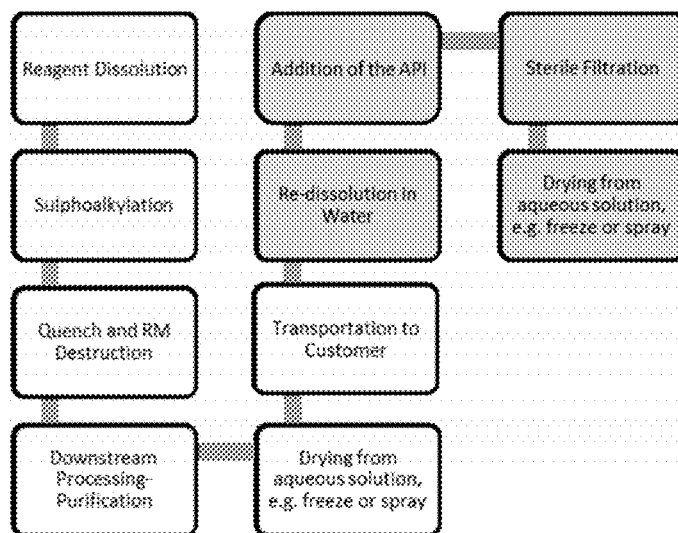 Reagent Dissolution
Sulphoalkylation
Quench and RM
Destruction
Downstream
Processing-
Purification
Drying from
aqueous solution,
e.g. freeze or spray
Transportation to
Customer
Re-dissolution in
Water
Addition of the API
Sterile Filtration
Drying from
aqueous solution,
e.g. freeze or spray